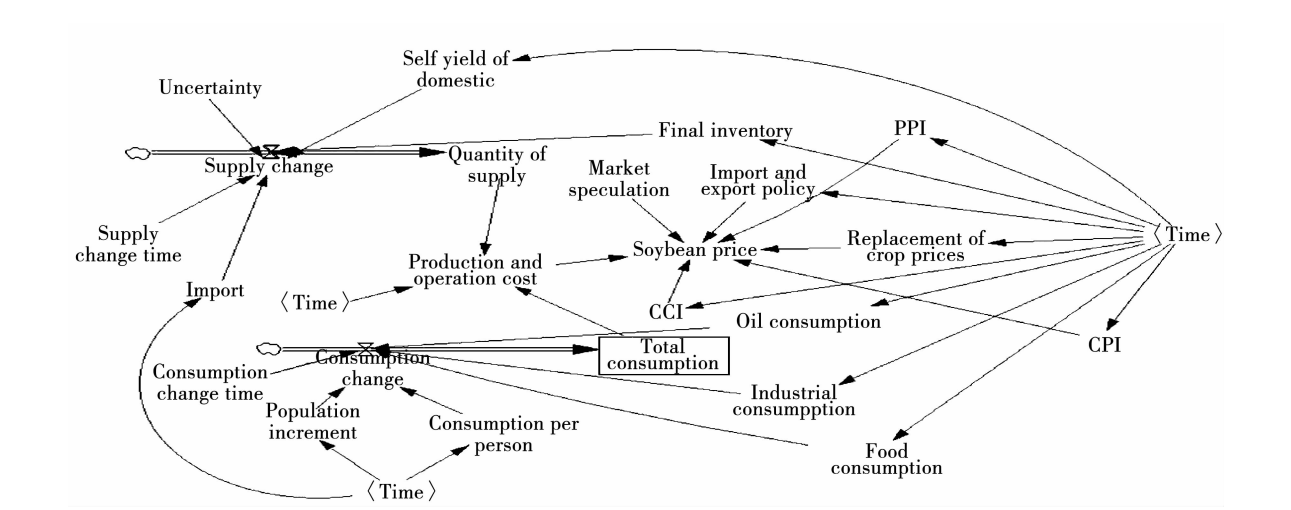 Self yield of
domestic
Uncertainty
Final inventory
PPI
Supply change
Quantity of
supply
Market
speculation
Import and
export policy
Supply
change time
Soybean price
Replacement of
crop prices
〈Time〉
Production and
operation cost
Import
〈Time〉
CCI
Oil consumption
CPI
Total
consumption
Consumption
change
Consumption
change time
Industrial
consumpption
Population
increment
Consumption per
person
Food
consumption
〈Time〉